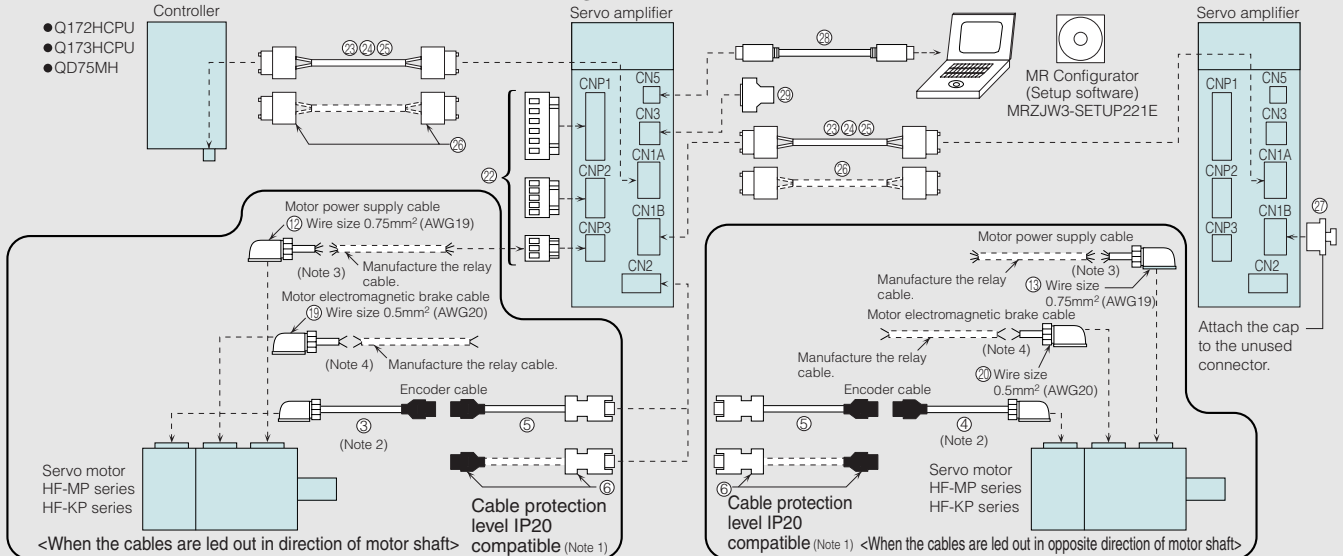 Controller
●Q172HCPU
●Q173HCPU
●QD75MH
㉓㉔㉕
㉖
Servo amplifier
CNP1
CNP2
CNP3
CN5
CN3
CN1A
CN1B
CN2
㉒
㉘
㉙
MR Configurator
(Setup software)
MRZJW3-SETUP221E
㉓㉔㉕
㉖
Servo amplifier
CNP1
CNP2
CNP3
CN5
CN3
CN1A
CN1B
CN2
㉗
Attach the cap
to the unused
connector.
Motor power supply cable
⑫ Wire size 0.75mm² (AWG19)
(Note 3)
Manufacture the relay
cable.
Motor electromagnetic brake cable
⑲ Wire size 0.5mm² (AWG20)
(Note 4)
Manufacture the relay cable.
Encoder cable
③
(Note 2)
⑤
⑥
Servo motor
HF-MP series
HF-KP series
Cable protection
level IP20
compatible (Note 1)
<When the cables are led out in direction of motor shaft>
Motor power supply cable
(Note 3)
Manufacture the relay
cable.
⑬ Wire size
0.75mm² (AWG19)
Motor electromagnetic brake cable
(Note 4)
Manufacture the relay
cable.
⑳ Wire size
0.5mm² (AWG20)
Encoder cable
⑤
④
(Note 2)
⑥
Cable protection
level IP20
compatible (Note 1)
Servo motor
HF-MP series
HF-KP series
<When the cables are led out in opposite direction of motor shaft>